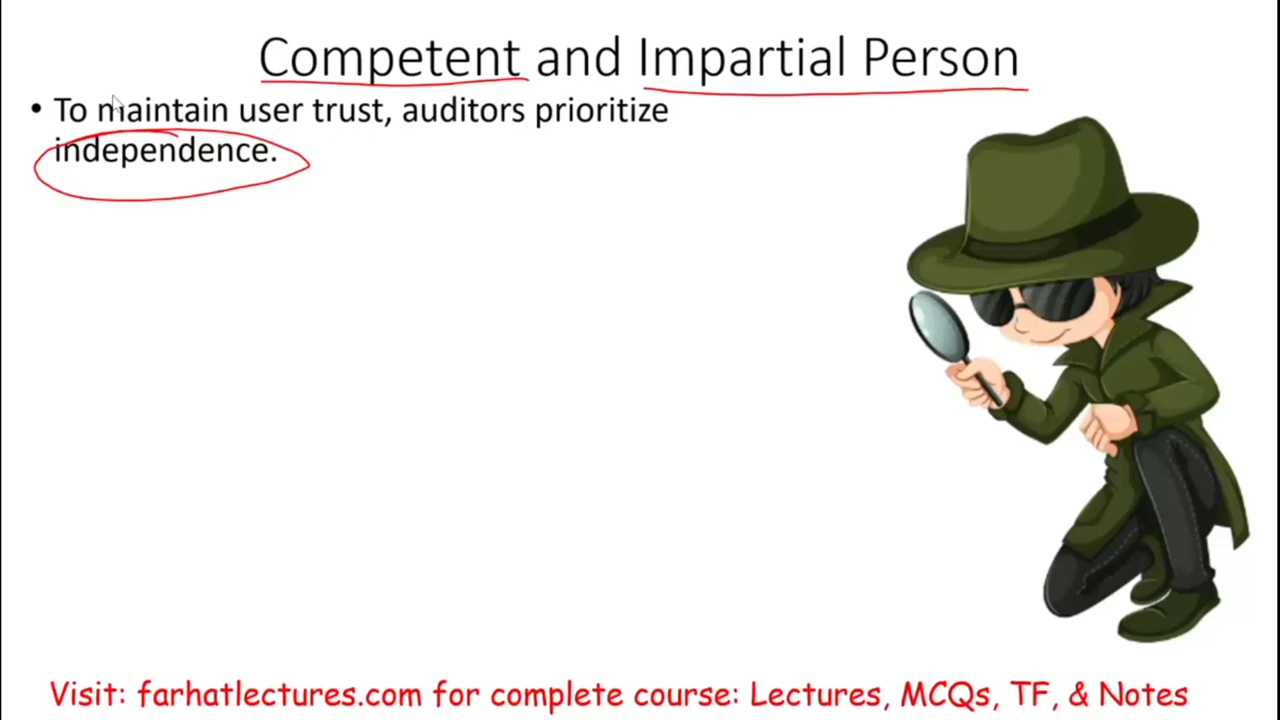 Competent and Impartial Person
• To maintain user trust, auditors prioritize
independence.
Visit: farhatlectures.com for complete course: Lectures, MCQs, TF, & Notes